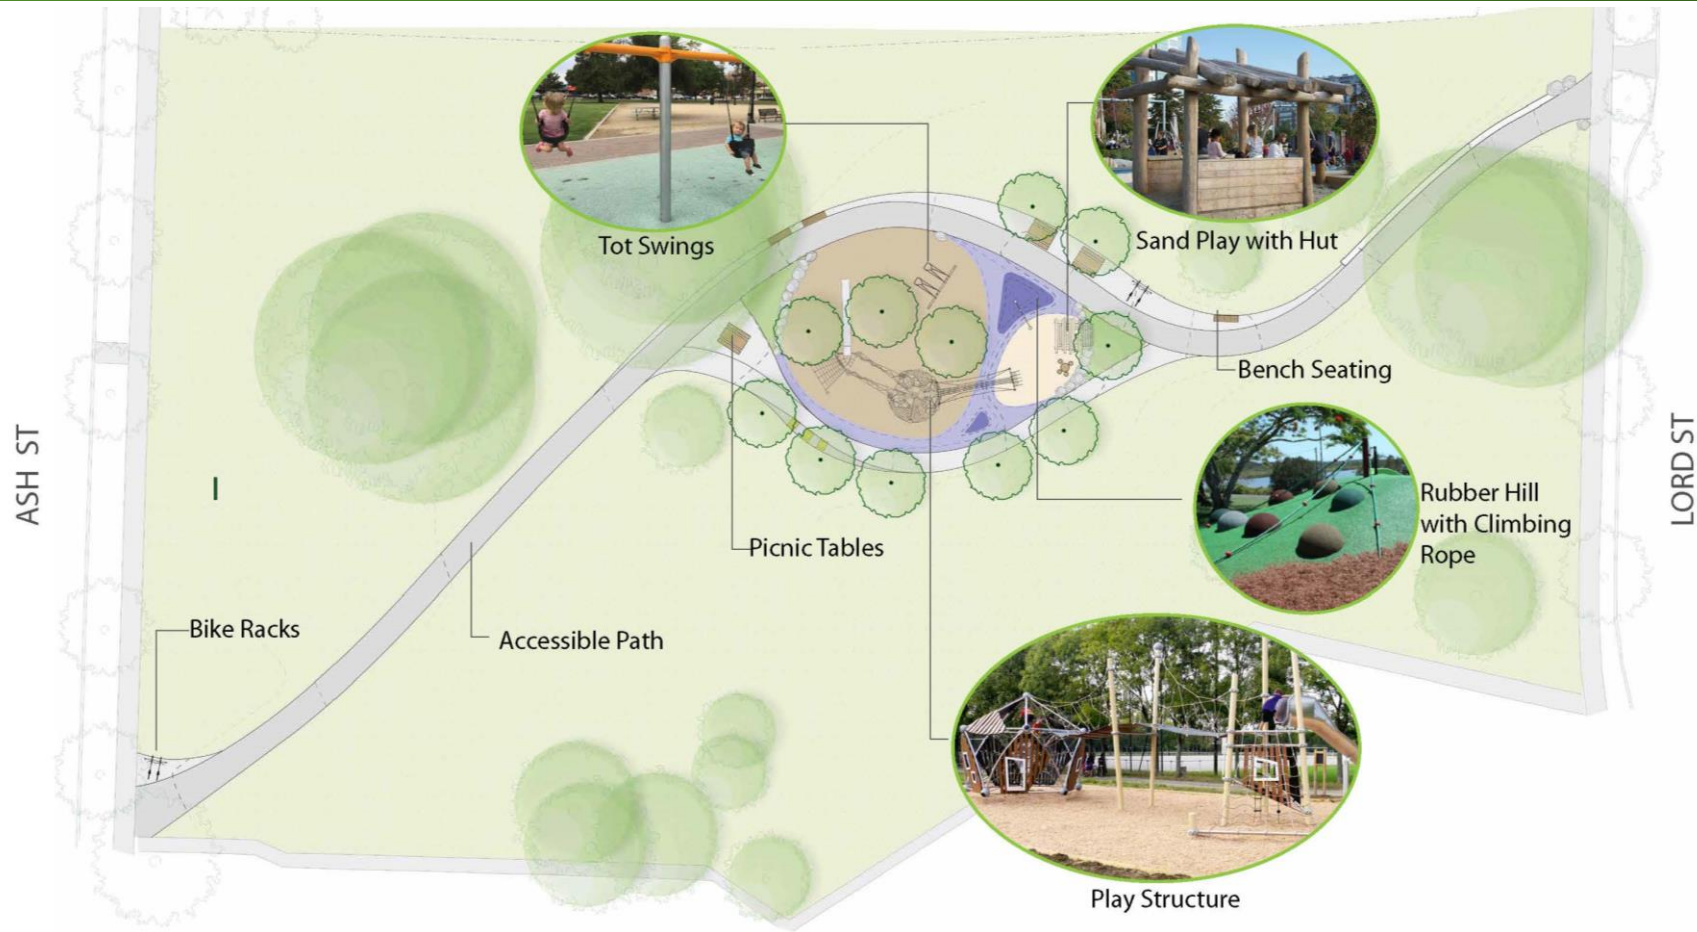 Tot Swings
Sand Play with Hut
Bench Seating
ASH ST
LORD ST
Rubber Hill
with Climbing
Rope
Picnic Tables
Bike Racks
Accessible Path
Play Structure